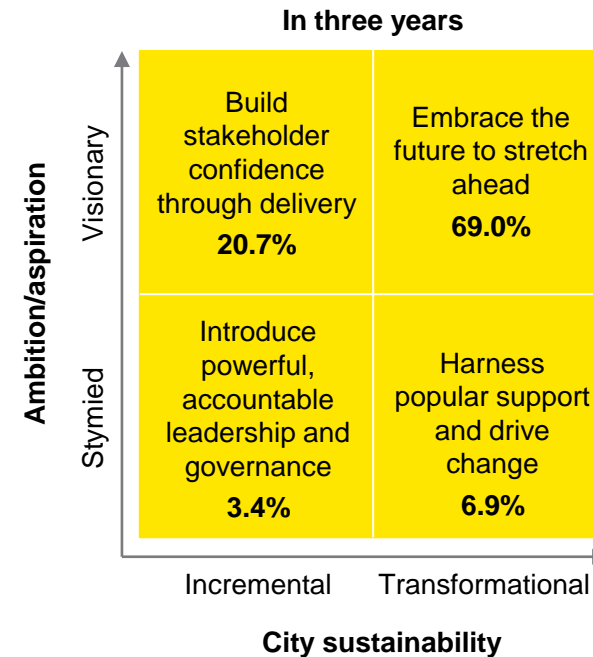 In three years
Ambition/aspiration
Visionary
Build
stakeholder
confidence
through delivery
20.7%
Embrace the
future to stretch
ahead
69.0%
Stymied
Introduce
powerful,
accountable
leadership and
governance
3.4%
Harness
popular support
and drive
change
6.9%
Incremental
Transformational
City sustainability